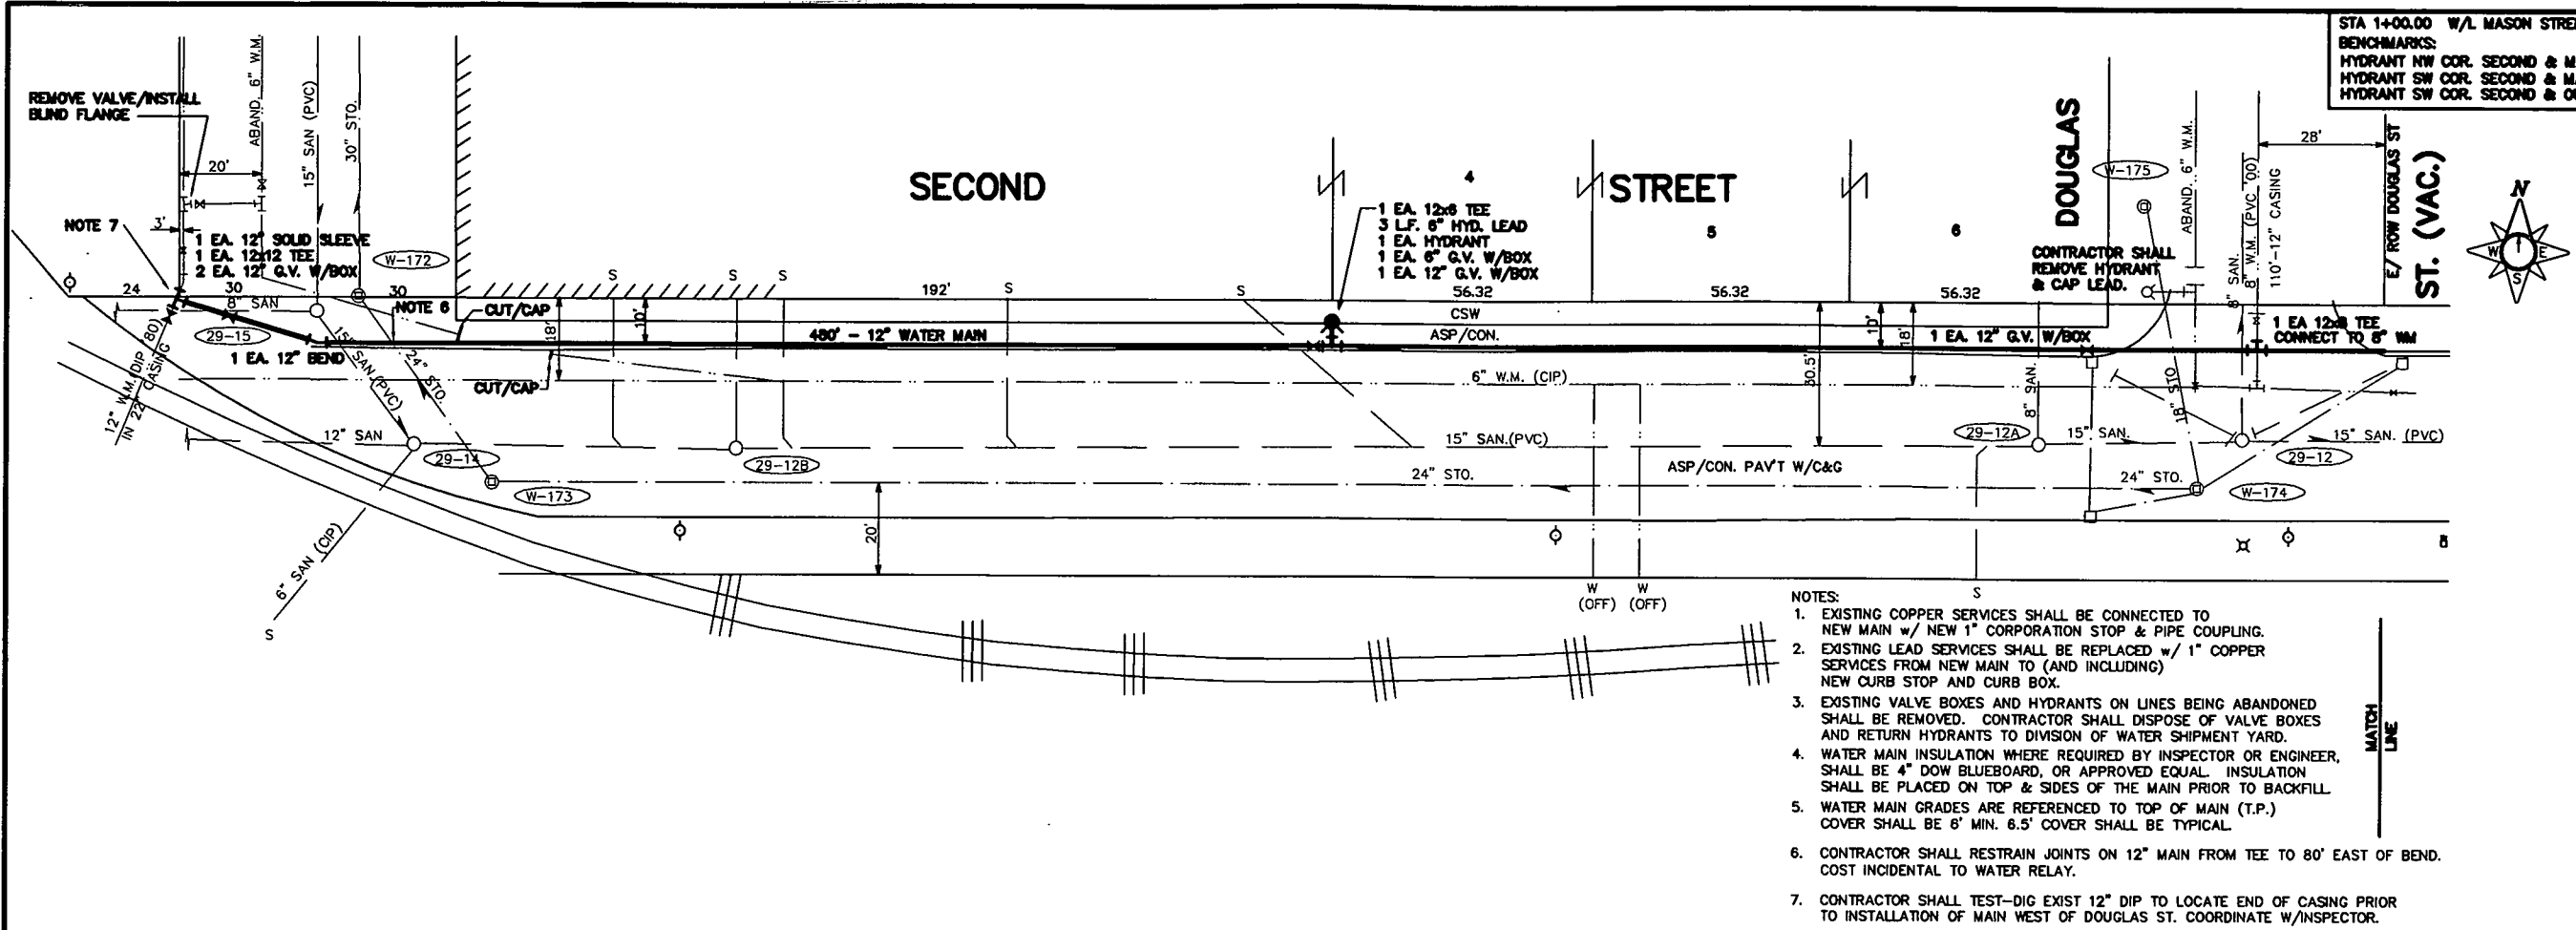 STA 1+00.00 W/L MASON
BENCHMARKS:
HYDRANT NW COR. SECOND &
HYDRANT SW COR. SECOND &
HYDRANT SW COR. SECOND &
REMOVE VALVE/INSTALL
BLIND FLANGE
ABAND. 6" W.M.
15" SAN (PVC)
30" STO.
20'
3'
NOTE 7
1 EA. 12" SOLID SLEEVE
1 EA. 12x12 TEE
2 EA. 12" G.V. W/BOX
W-172
24
30
30
8" SAN
29-15
1 EA. 12" BEND
NOTE 6
CUT/CAP
CUT/CAP
12" W.M. (DIP 80)
IN 22" CASING
15" SAN (PVC)
24" STO.
12" SAN
29-14
W-173
6" SAN (CIP)
S
SECOND
STREET
S
S
S
192'
S
S
18'
10'
480' - 12" WATER MAIN
29-12B
20'
4
1 EA. 12x6 TEE
3 L.F. 6" HYD. LEAD
1 EA. HYDRANT
1 EA. 6" G.V. W/BOX
1 EA. 12" G.V. W/BOX
5
6
56.32
56.32
56.32
CSW
ASP/CON.
6" W.M. (CIP)
15" SAN.(PVC)
24" STO.
30.5'
10'
18'
1 EA. 12" G.V. W/BOX
ASP/CON. PAV'T W/C&G
W
(OFF)
W
(OFF)
S
DOUGLAS
ST. (VAC.)
E/ ROW DOUGLAS ST
W-175
CONTRACTOR SHALL
REMOVE HYDRANT
& CAP LEAD.
ABAND. 6" W.M.
8" SAN.
8" W.M. (PVC '00)
110'-12" CASING
28'
1 EA 12x8 TEE
CONNECT TO 8" WM
8" SAN.
18" STO.
29-12A
15" SAN.
15" SAN. (PVC)
29-12
24" STO.
W-174
N
W
E
S
MATCH
LINE
NOTES:
1. EXISTING COPPER SERVICES SHALL BE CONNECTED TO
NEW MAIN w/ NEW 1" CORPORATION STOP & PIPE COUPLING.
2. EXISTING LEAD SERVICES SHALL BE REPLACED w/ 1" COPPER
SERVICES FROM NEW MAIN TO (AND INCLUDING)
NEW CURB STOP AND CURB BOX.
3. EXISTING VALVE BOXES AND HYDRANTS ON LINES BEING ABANDONED
SHALL BE REMOVED. CONTRACTOR SHALL DISPOSE OF VALVE BOXES
AND RETURN HYDRANTS TO DIVISION OF WATER SHIPMENT YARD.
4. WATER MAIN INSULATION WHERE REQUIRED BY INSPECTOR OR ENGINEER,
SHALL BE 4" DOW BLUEBOARD, OR APPROVED EQUAL. INSULATION
SHALL BE PLACED ON TOP & SIDES OF THE MAIN PRIOR TO BACKFILL.
5. WATER MAIN GRADES ARE REFERENCED TO TOP OF MAIN (T.P.)
COVER SHALL BE 6' MIN. 6.5' COVER SHALL BE TYPICAL.
6. CONTRACTOR SHALL RESTRAIN JOINTS ON 12" MAIN FROM TEE TO 80' EAST OF BEND.
COST INCIDENTAL TO WATER RELAY.
7. CONTRACTOR SHALL TEST-DIG EXIST 12" DIP TO LOCATE END OF CASING PRIOR
TO INSTALLATION OF MAIN WEST OF DOUGLAS ST. COORDINATE W/INSPECTOR.